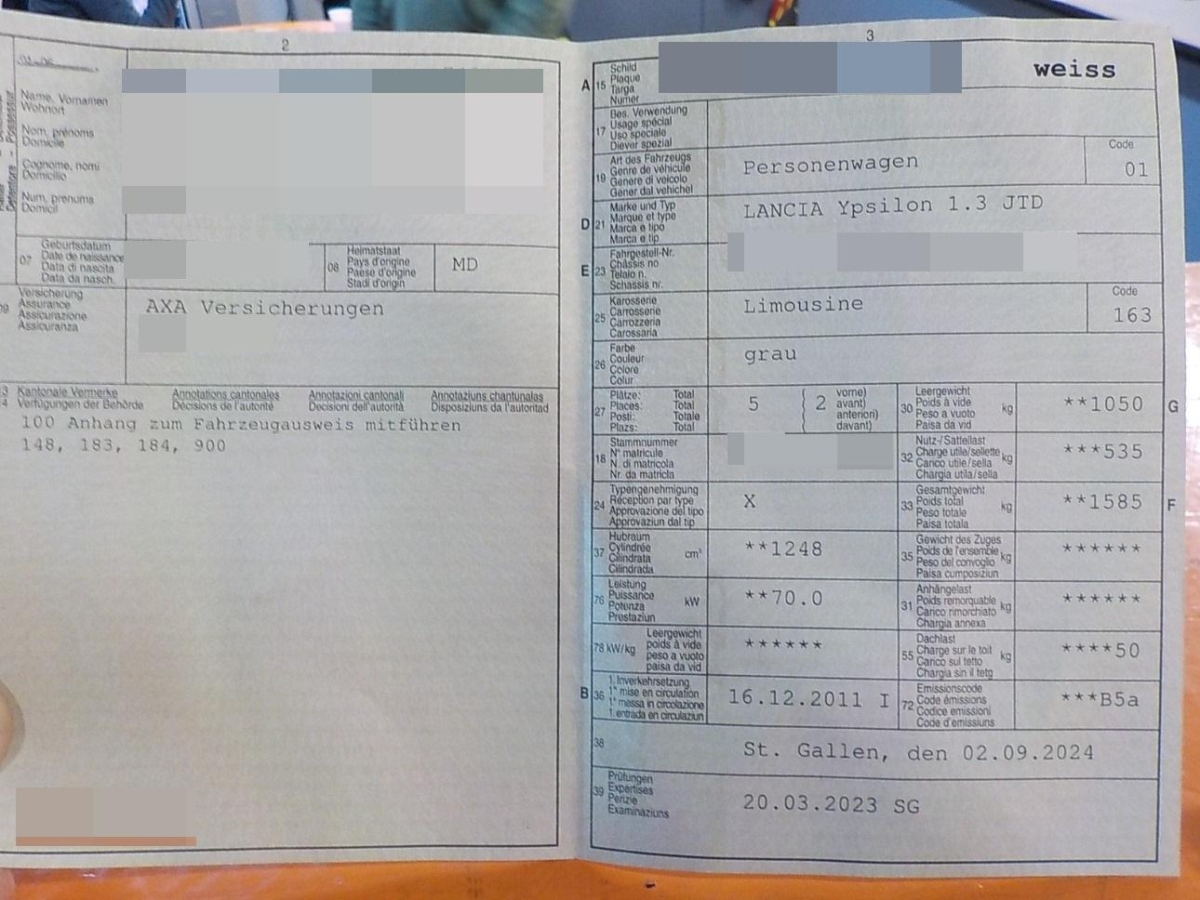 2
Name, Vornamen
Wohnort
Nom, prénoms
Domicile
Cognome, nomi
Domicilio
Num, prenums
Domicil
07 Geburtsdatum
Date de naissance
Data di nascita
Data da nasch.
08 Heimatstaat
Pays d'origine
Paese d'origine
Stadi d'origin
MD
09 Versicherung
Assurance
Assicurazione
Assicuranza
AXA Versicherungen
13 Kantonale Vermerke Annotations cantonales Annotazioni cantonali Annotaziuns chantunalas
14 Verfügungen der Behörde Décisions de l'autorité Decisioni dell'autorità Disposiziuns da l'autoritad
100 Anhang zum Fahrzeugausweis mitführen
148, 183, 184, 900
3
A 15 Schild
Plaque
Targa
Numer
weiss
17 Bes. Verwendung
Usage spécial
Uso speciale
Diever spezial
19 Art des Fahrzeugs
Genre de véhicule
Genere di veicolo
Gener dal vehichel
Personenwagen
Code
01
D 21 Marke und Typ
Marque et type
Marca e tipo
Marca e tip
LANCIA Ypsilon 1.3 JTD
E 23 Fahrgestell-Nr.
Châssis no
Telaio n.
Schassis nr.
25 Karosserie
Carrosserie
Carrozzeria
Carossaria
Limousine
Code
163
26 Farbe
Couleur
Colore
Colur
grau
27 Plätze: Total
Places: Total
Posti: Totale
Plazs: Total
5 ( 2 vorne)
avant)
anteriori)
davant)
30 Leergewicht
Poids à vide
Peso a vuoto
Paisa da vid
kg
**1050 G
18 Stammnummer
N° matricule
N. di matricola
Nr. da matricla
32 Nutz-/Sattellast
Charge utile/sellette
Carico utile/sella
Chargia utila/sella
kg
***535
24 Typengenehmigung
Réception par type
Approvazione del tipo
Approvaziun dal tip
X
33 Gesamtgewicht
Poids total
Peso totale
Paisa totala
kg
**1585 F
37 Hubraum
Cylindrée
Cilindrata
Cilindrada
cm³
**1248
35 Gewicht des Zuges
Poids de l'ensemble
Peso del convoglio
Paisa cumposiziun
kg
******
76 Leistung
Puissance
Potenza
Prestaziun
kW
**70.0
31 Anhängelast
Poids remorquable
Carico rimorchiato
Chargia annexa
kg
******
78 kW/kg Leergewicht
poids à vide
peso a vuoto
paisa da vid
******
55 Dachlast
Charge sur le toit
Carico sul tetto
Chargia sin il tetg
kg
****50
B 36 1. Inverkehrsetzung
1re mise en circulation
1a messa in circolazione
1. entrada en circulaziun
16.12.2011 I
72 Emissionscode
Code émissions
Codice emissioni
Code d'emissiuns
***B5a
38
St. Gallen, den 02.09.2024
39 Prüfungen
Expertises
Perizie
Examinaziuns
20.03.2023 SG